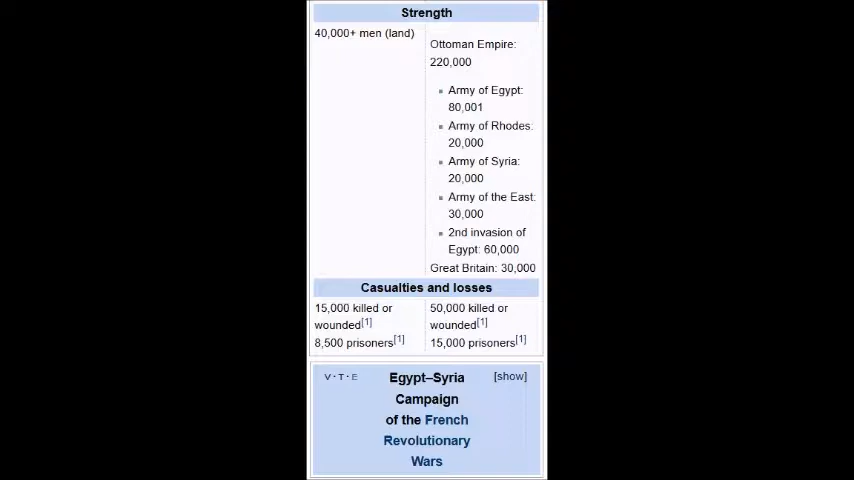 Strength
40,000+ men (land)
Ottoman Empire:
220,000
Army of Egypt:
80,001
Army of Rhodes:
20,000
Army of Syria:
20,000
Army of the East:
30,000
2nd invasion of
Egypt: 60,000
Great Britain: 30,000
Casualties and losses
15,000 killed or
wounded[1]
8,500 prisoners[1]
50,000 killed or
wounded[1]
15,000 prisoners[1]
V · T · E
Egypt–Syria
Campaign
of the French
Revolutionary
Wars
[show]